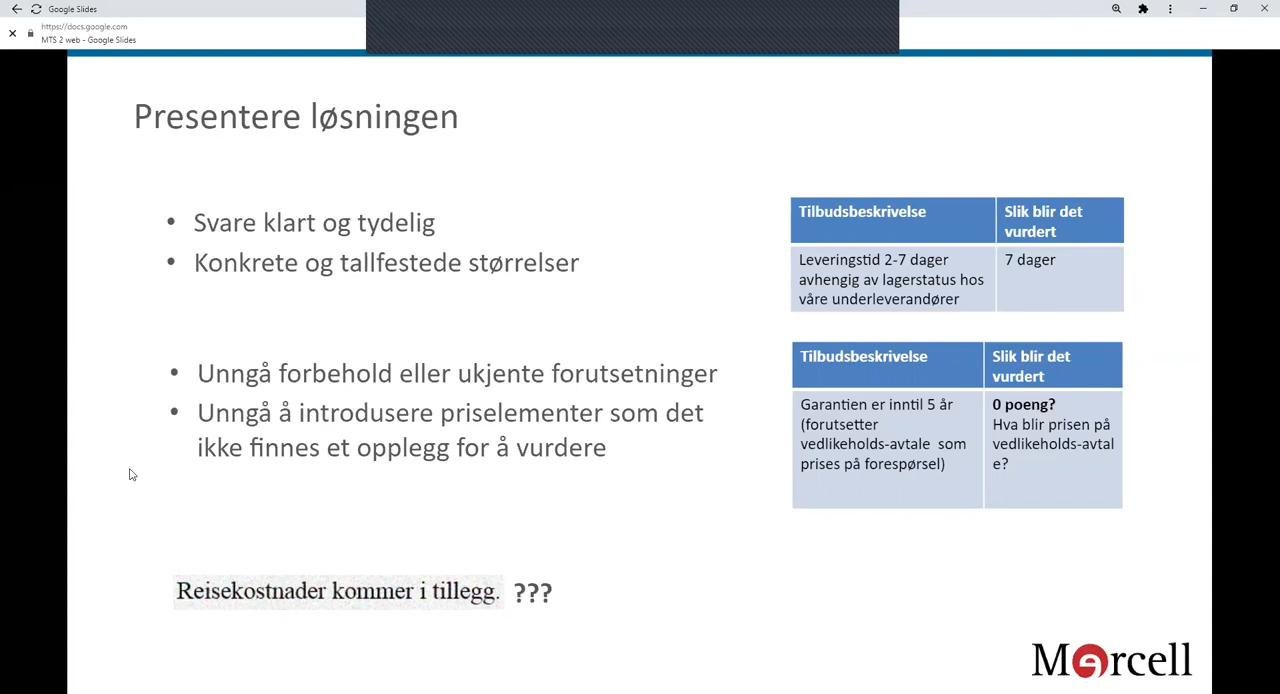 Google Slides
https://docs.google.com
MTS 2 web - Google Slides
Presentere løsningen
• Svare klart og tydelig
• Konkrete og tallfestede størrelser
• Unngå forbehold eller ukjente forutsetninger
• Unngå å introdusere priselementer som det
ikke finnes et opplegg for å vurdere
Reisekostnader kommer i tillegg. ???
Tilbudsbeskrivelse
Slik blir det
vurdert
Leveringstid 2-7 dager
avhengig av lagerstatus hos
våre underleverandører
7 dager
Tilbudsbeskrivelse
Slik blir det
vurdert
Garantien er inntil 5 år
(forutsetter
vedlikeholds-avtale som
prises på forespørsel)
0 poeng?
Hva blir prisen på
vedlikeholds-avtal
e?
Mercell